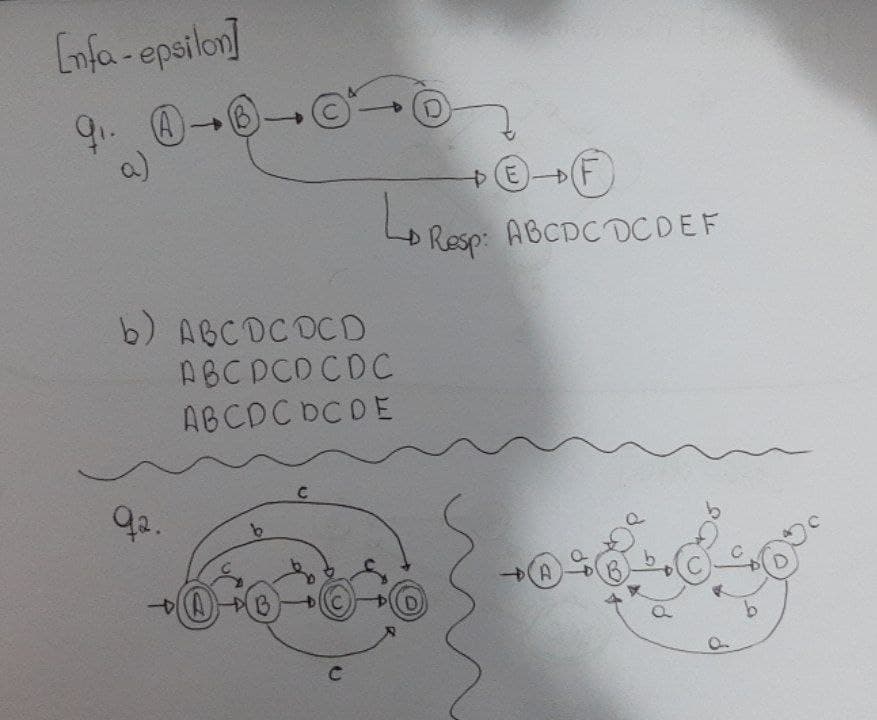 [nfa-epsilon]
q1. A B C D
a) E F
Resp: ABCDCDCDEF
b) ABCDCDCD
ABCDCDCDC
ABCDCDCDE
q2.
c
b
c b c
A B C D
c
a b c
A a B b C c D
a b
a